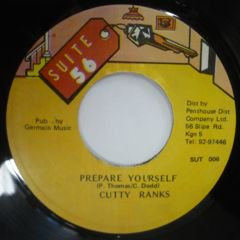 SUITE
56
Pub. by
Germain Music
Dist by
Penthouse Dist
Company Ltd.
56 Slipe Rd.
Kgn 5
Tel: 92-97446
SUT 006
PREPARE YOURSELF
(P. Thomas/C. Dodd)
CUTTY RANKS